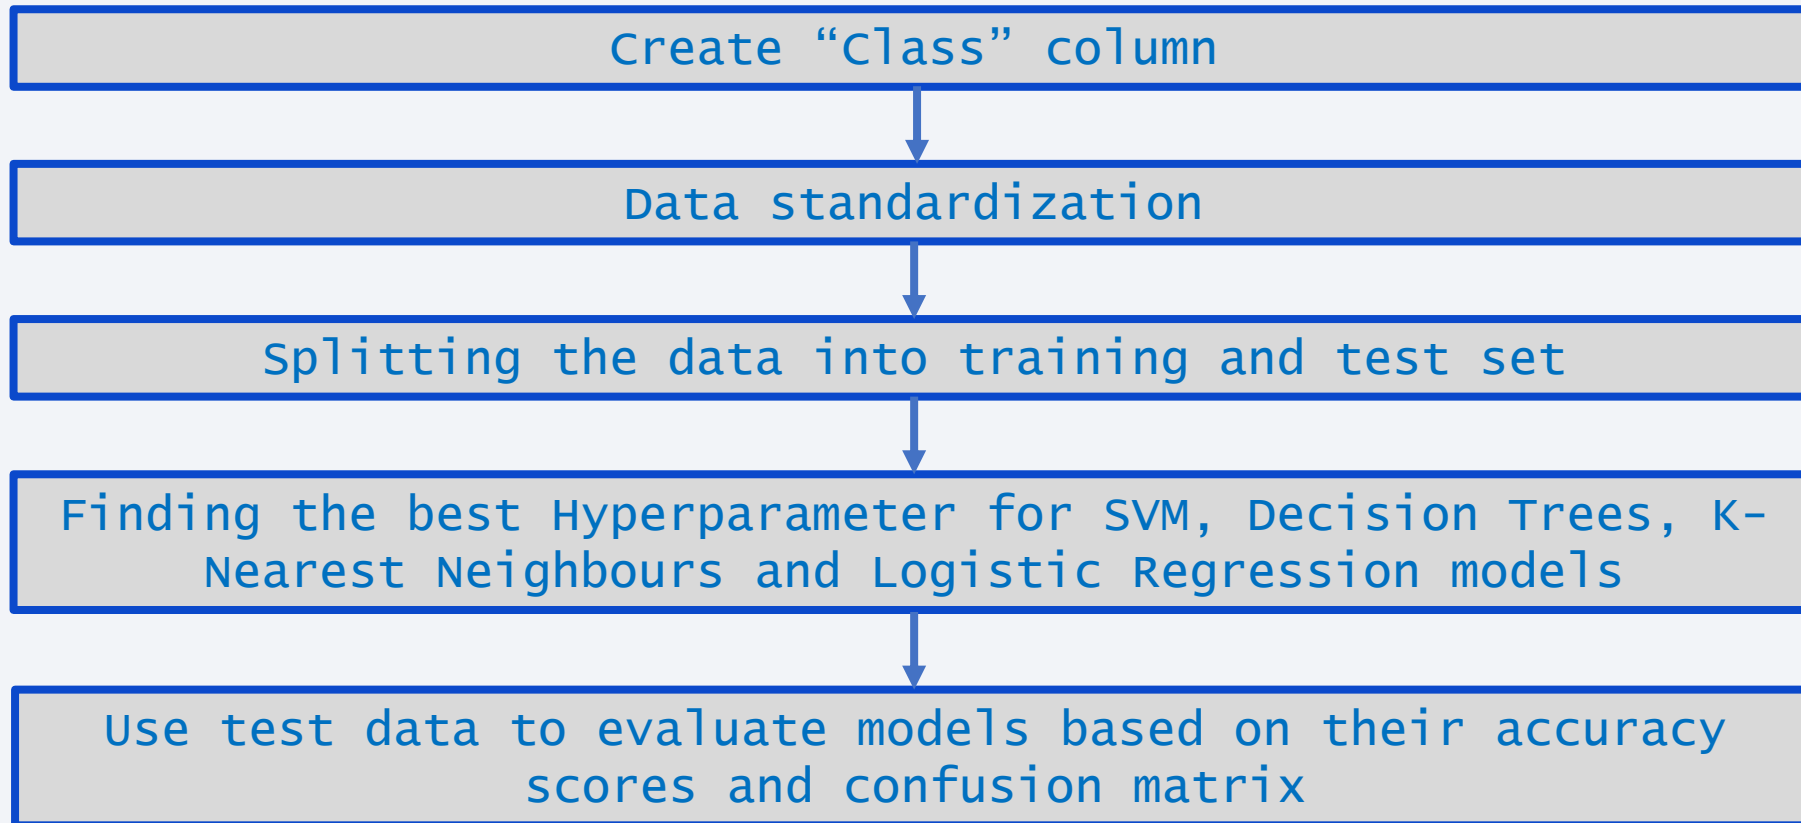 Create “Class” column
Data standardization
Splitting the data into training and test set
Finding the best Hyperparameter for SVM, Decision Trees, K-
Nearest Neighbours and Logistic Regression models
Use test data to evaluate models based on their accuracy
scores and confusion matrix